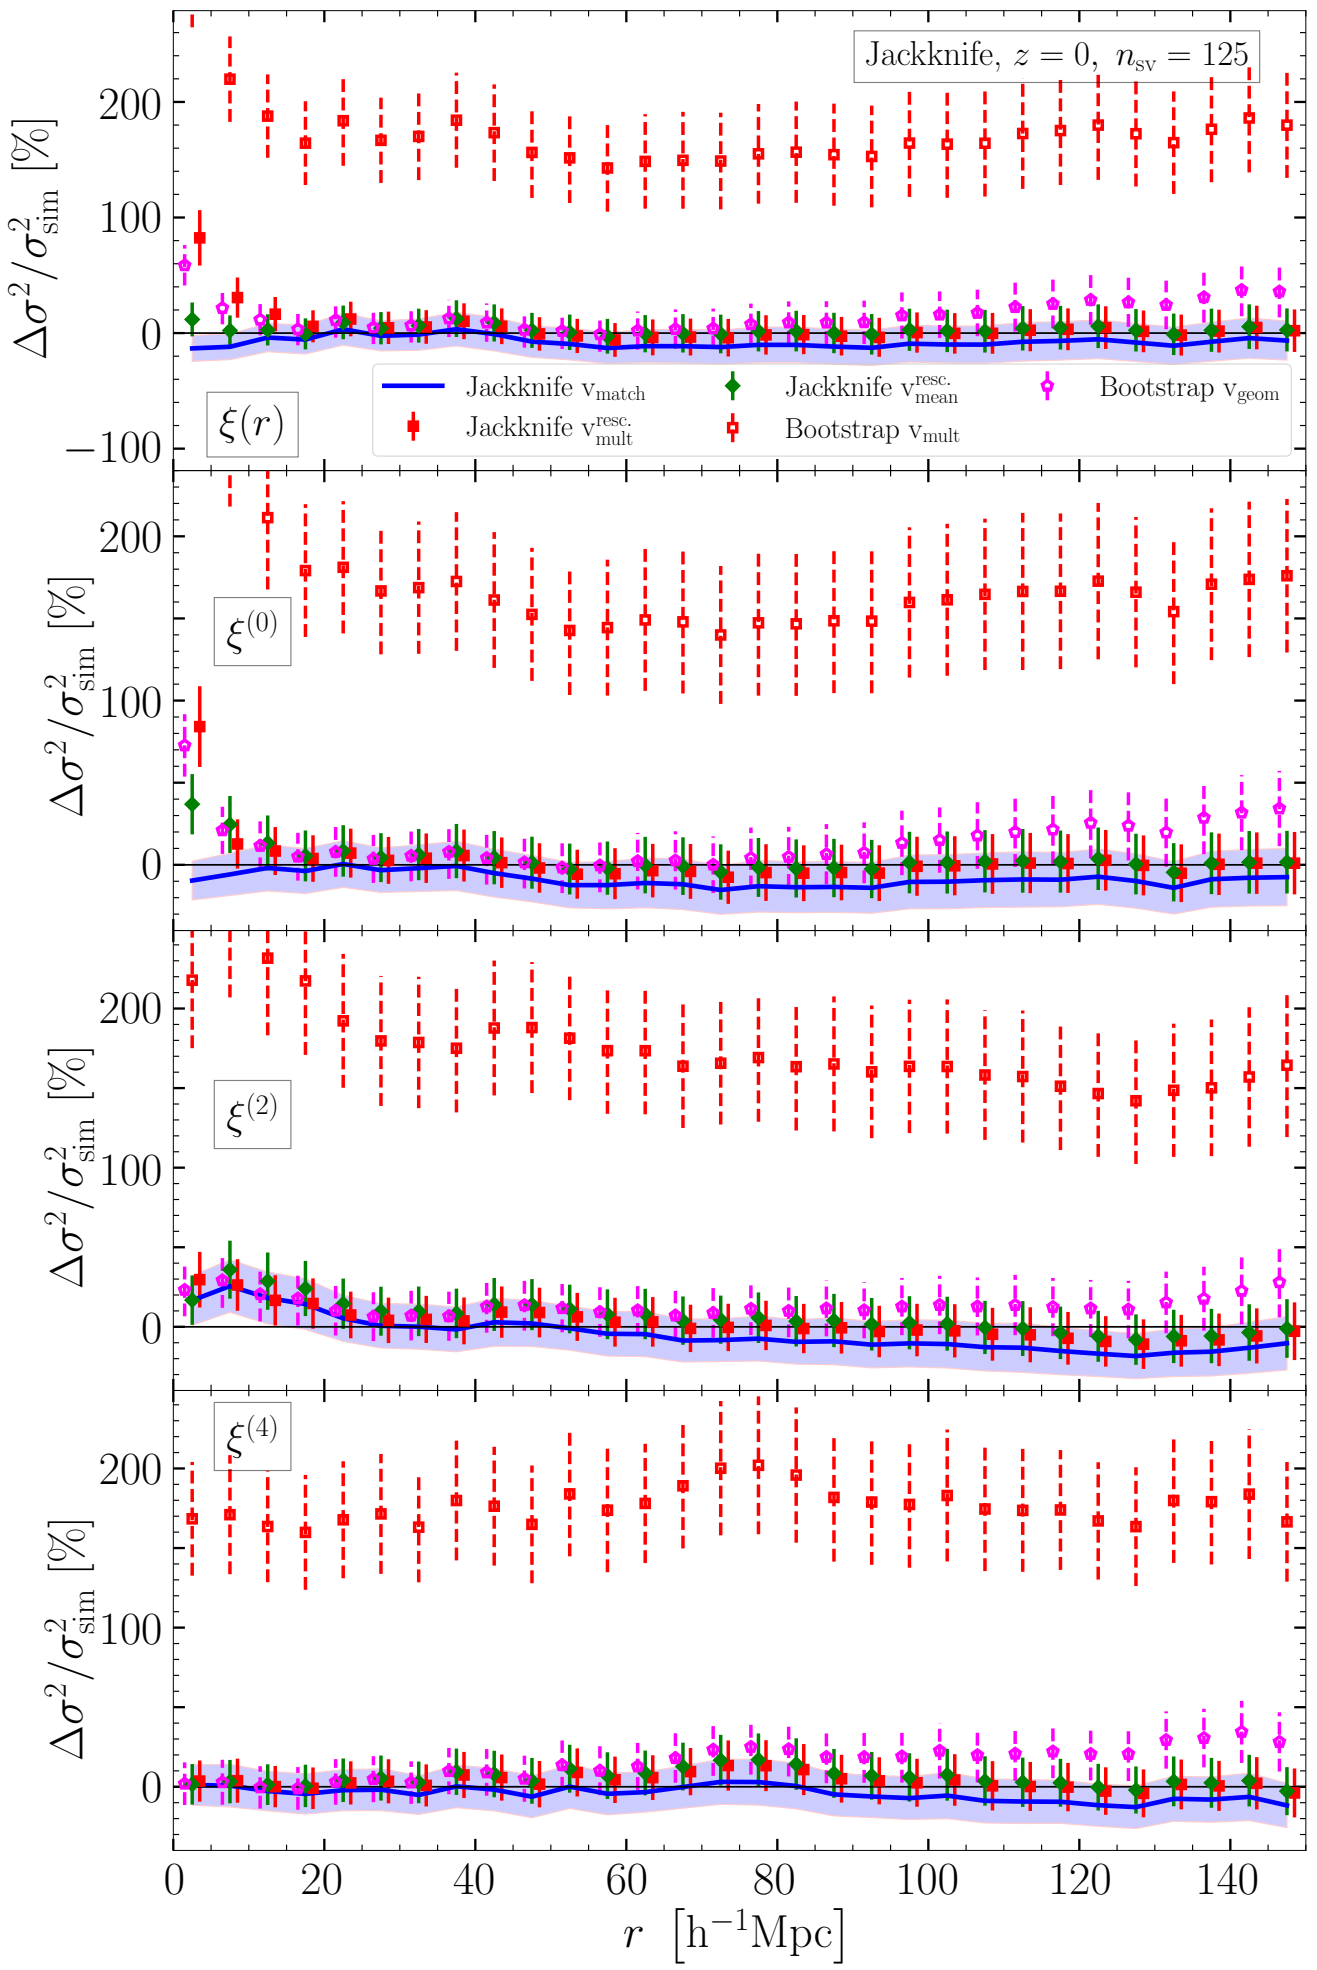 Jackknife, z = 0, n_sv = 125
Δσ²/σ²_sim [%]
200
100
0
−100
ξ(r)
Jackknife v_match
Jackknife v_mult^resc.
Jackknife v_mean^resc.
Bootstrap v_mult
Bootstrap v_geom
Δσ²/σ²_sim [%]
200
100
0
ξ^(0)
Δσ²/σ²_sim [%]
200
100
0
ξ^(2)
Δσ²/σ²_sim [%]
200
100
0
ξ^(4)
0 20 40 60 80 100 120 140
r [h⁻¹Mpc]